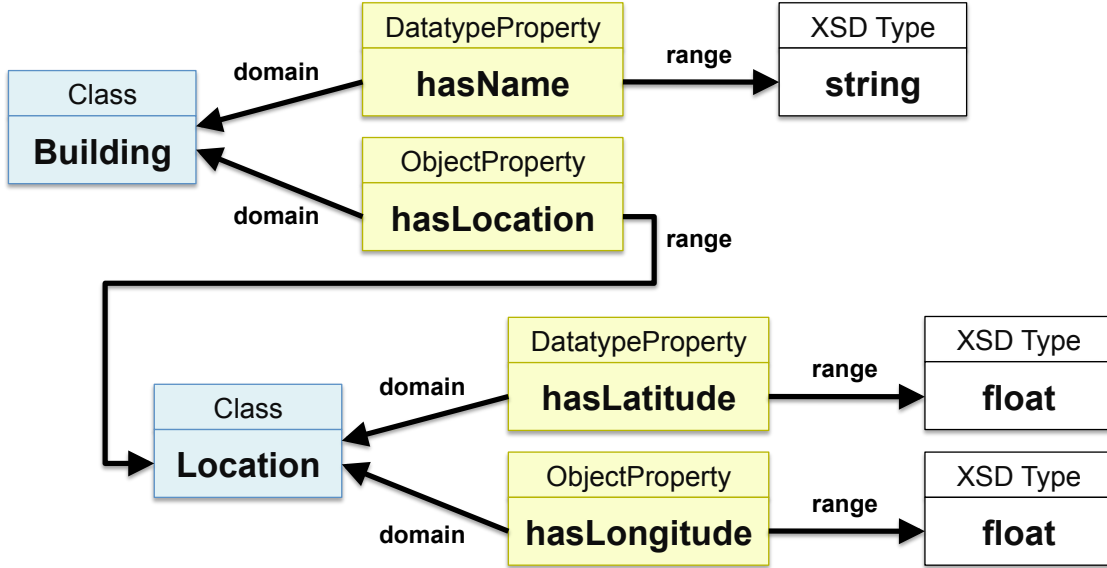 DatatypeProperty
XSD Type
domain
range
hasName
string
Class
Building
ObjectProperty
domain
hasLocation
range
DatatypeProperty
XSD Type
domain
range
hasLatitude
float
Class
Location
ObjectProperty
XSD Type
range
domain
hasLongitude
float